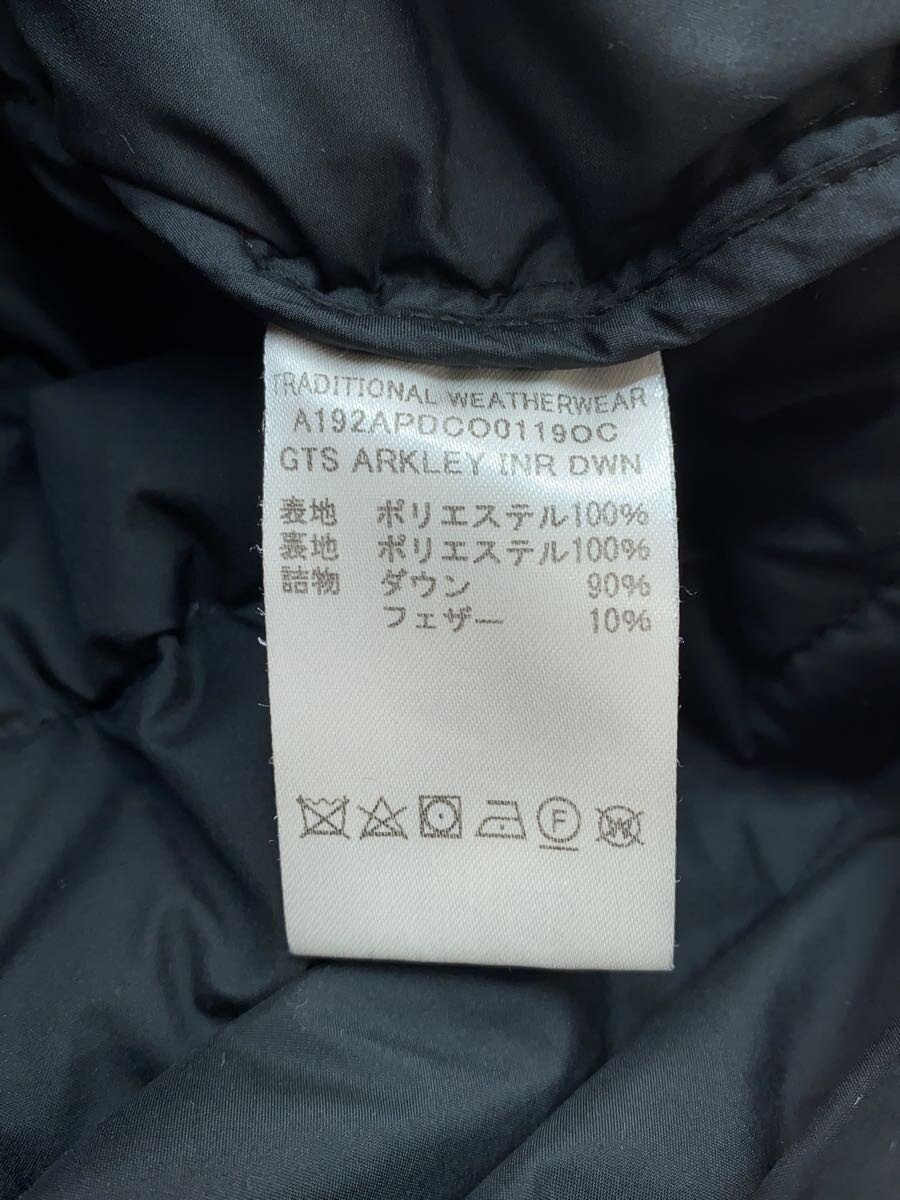 TRADITIONAL WEATHERWEAR
A192APDCO0119OC
GTS ARKLEY INR DWN
表地 ポリエステル100%
裏地 ポリエステル100%
詰物 ダウン 90%
フェザー 10%
F
W